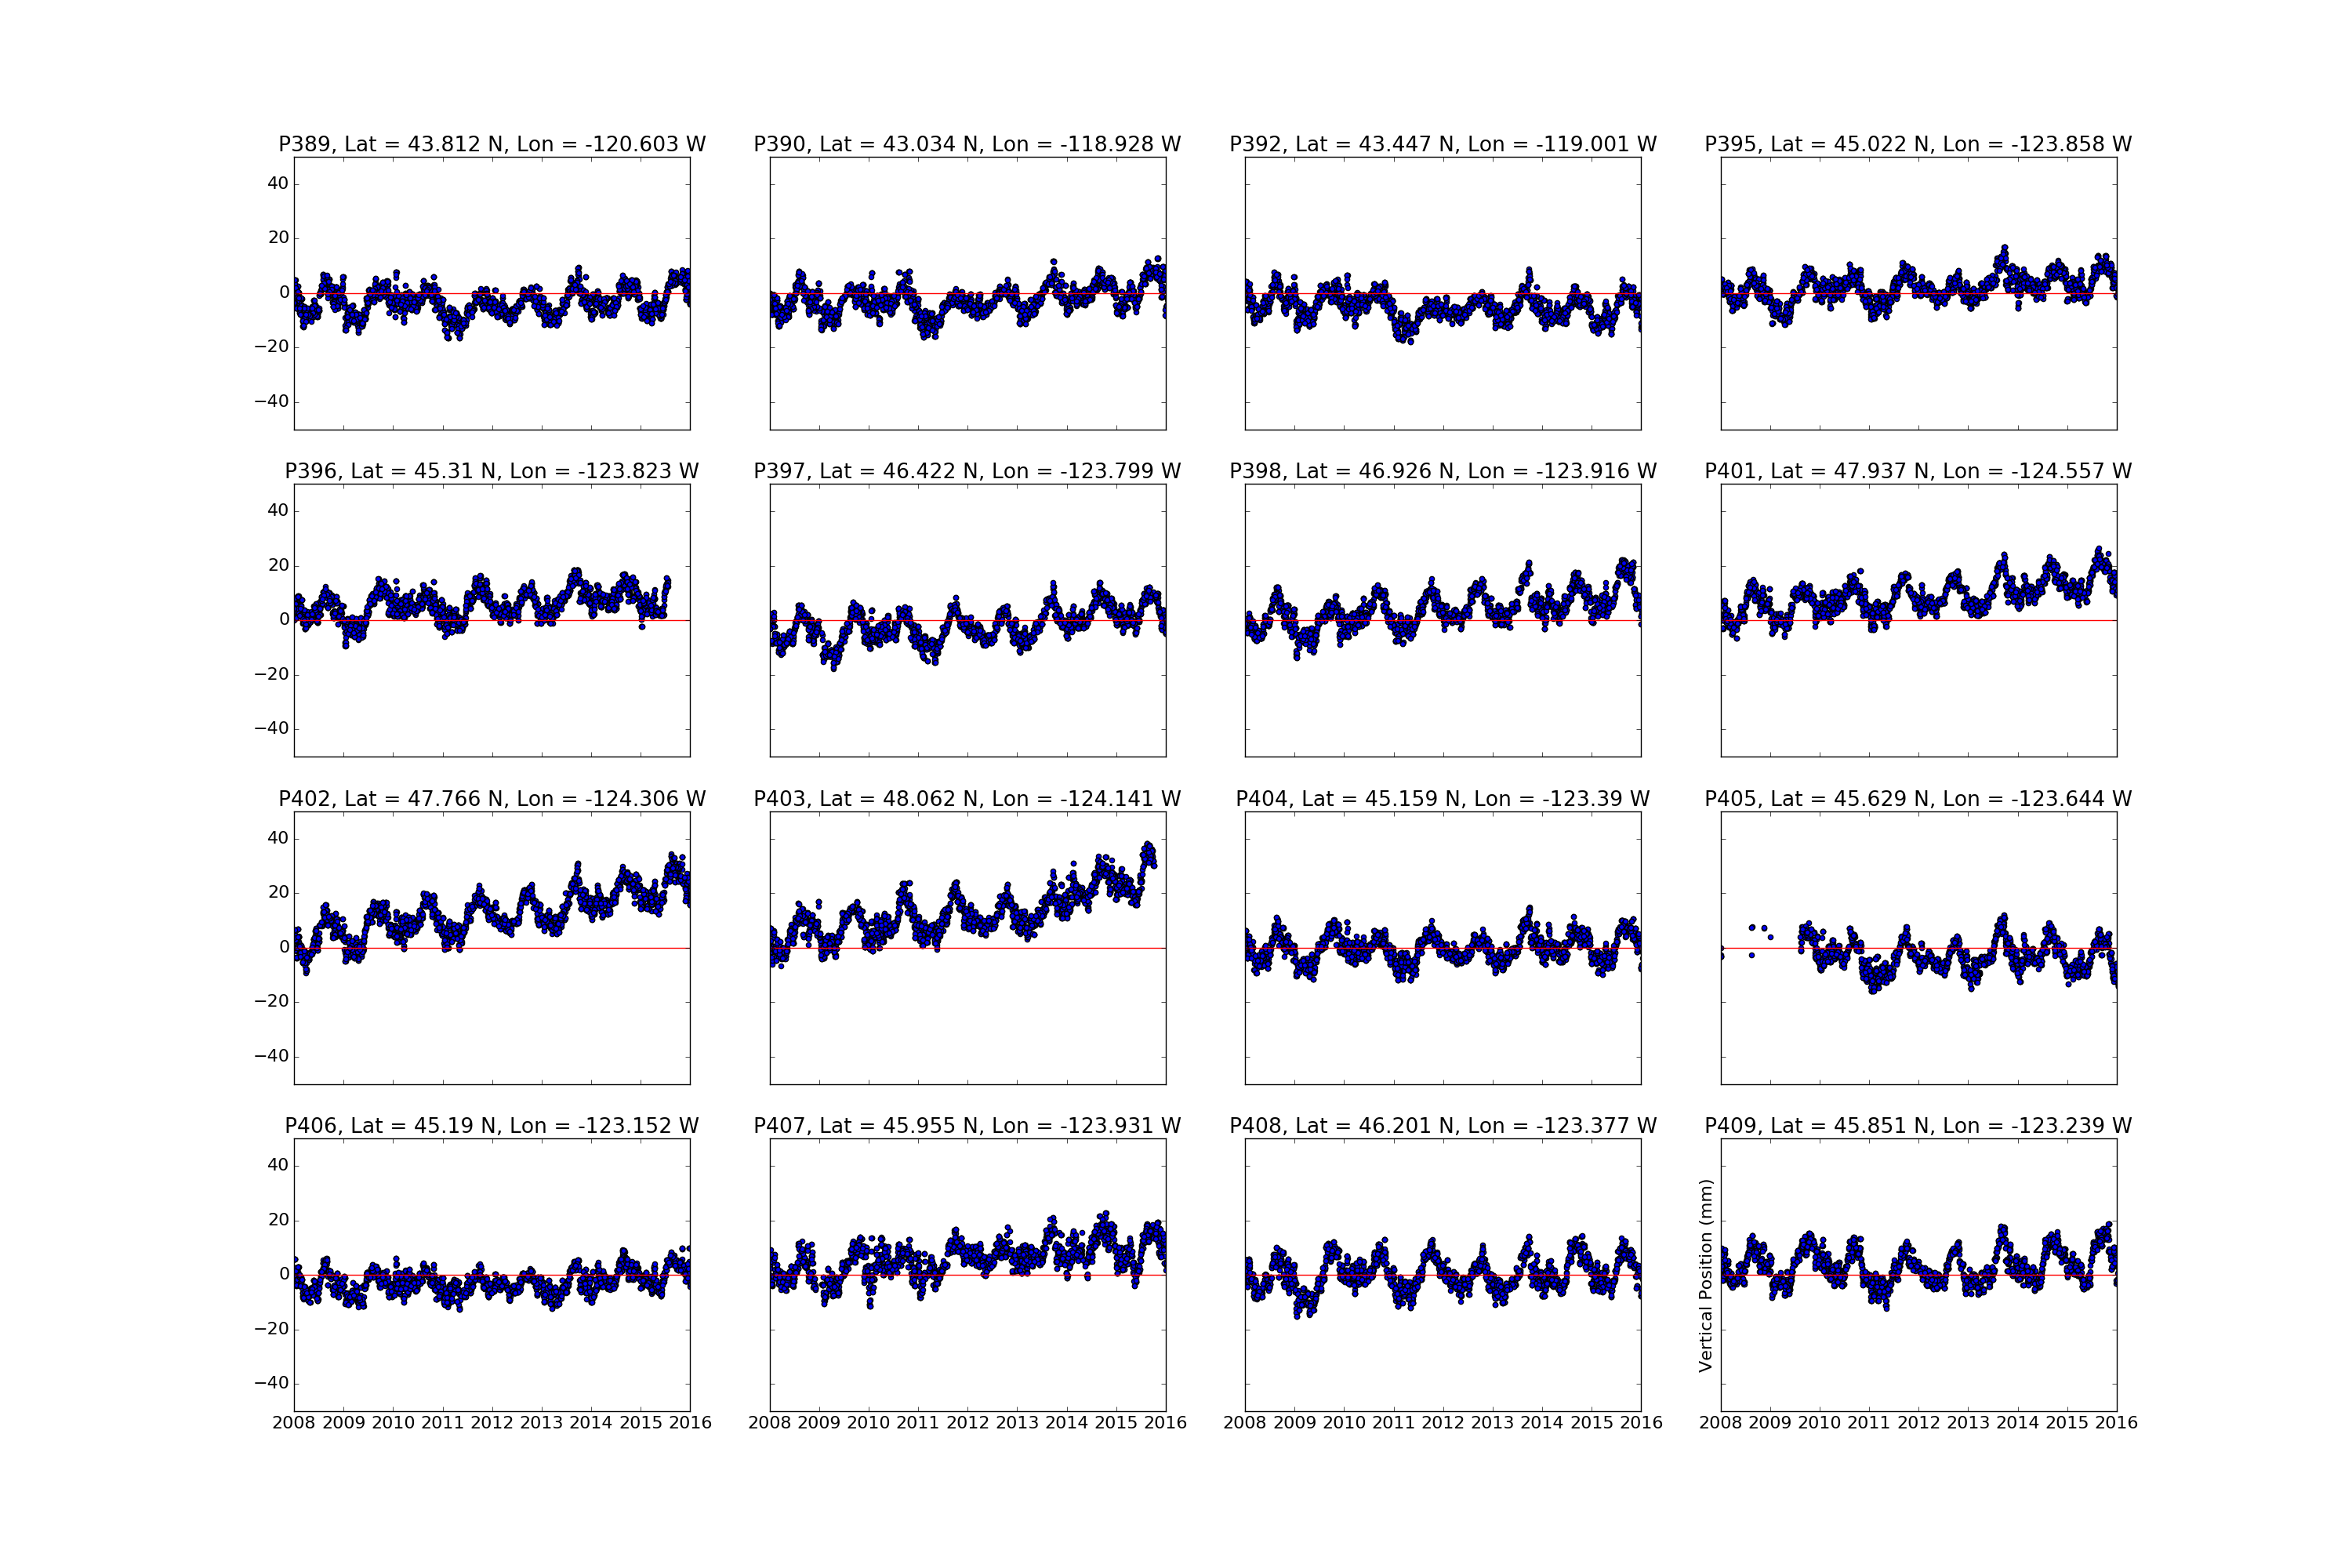 P389, Lat = 43.812 N, Lon = -120.603 W
P390, Lat = 43.034 N, Lon = -118.928 W
P392, Lat = 43.447 N, Lon = -119.001 W
P395, Lat = 45.022 N, Lon = -123.858 W
40
20
0
−20
−40
P396, Lat = 45.31 N, Lon = -123.823 W
P397, Lat = 46.422 N, Lon = -123.799 W
P398, Lat = 46.926 N, Lon = -123.916 W
P401, Lat = 47.937 N, Lon = -124.557 W
40
20
0
−20
−40
P402, Lat = 47.766 N, Lon = -124.306 W
P403, Lat = 48.062 N, Lon = -124.141 W
P404, Lat = 45.159 N, Lon = -123.39 W
P405, Lat = 45.629 N, Lon = -123.644 W
40
20
0
−20
−40
P406, Lat = 45.19 N, Lon = -123.152 W
P407, Lat = 45.955 N, Lon = -123.931 W
P408, Lat = 46.201 N, Lon = -123.377 W
P409, Lat = 45.851 N, Lon = -123.239 W
40
20
0
−20
−40
Vertical Position (mm)
2008 2009 2010 2011 2012 2013 2014 2015 2016
2008 2009 2010 2011 2012 2013 2014 2015 2016
2008 2009 2010 2011 2012 2013 2014 2015 2016
2008 2009 2010 2011 2012 2013 2014 2015 2016